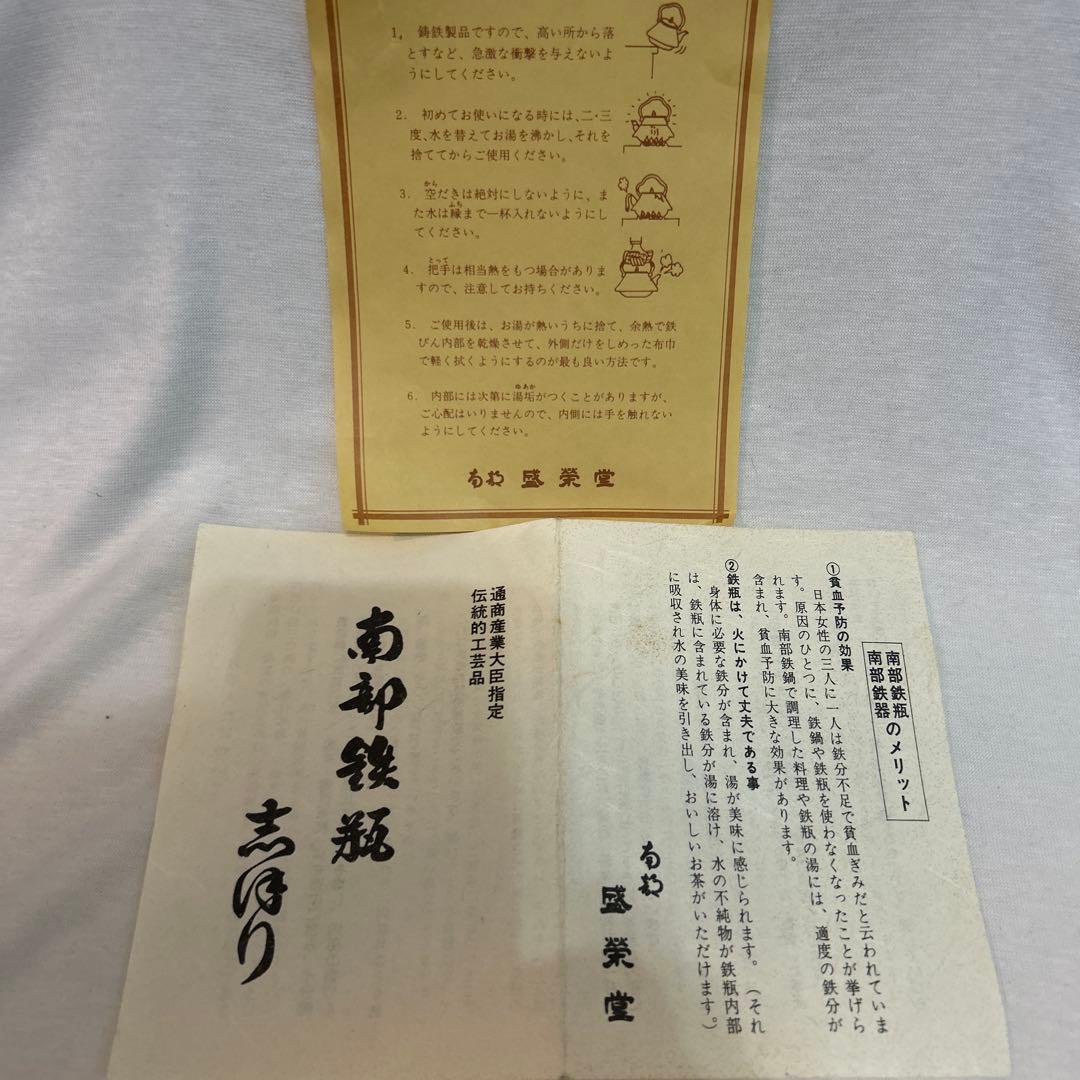 1. 鋳鉄製品ですので、高い所から落
とすなど、急激な衝撃を与えないよ
うにしてください。
2. 初めてお使いになる時には、二・三
度、水を替えてお湯を沸かし、それを
捨ててからご使用ください。
から
3. 空だきは絶対にしないように、ま
ふち
た水は縁まで一杯入れないようにし
てください。
とって
4. 把手は相当熱をもつ場合がありま
すので、注意してお持ちください。
5. ご使用後は、お湯が熱いうちに捨て、余熱で鉄
びん内部を乾燥させて、外側だけをしめった布巾
で軽く拭くようにするのが最も良い方法です。
ゆあか
6. 内部には次第に湯垢がつくことがありますが、
ご心配はいりませんので、内側には手を触れない
ようにしてください。
南部 盛榮堂
南部鉄瓶のメリット
南部鉄器
①貧血予防の効果
日本女性の三人に一人は鉄分不足で貧血ぎみだと云われていま
す。原因のひとつに、鉄鍋や鉄瓶を使わなくなったことが挙げら
れます。南部鉄鍋で調理した料理や鉄瓶の湯には、適度の鉄分が
含まれ、貧血予防に大きな効果があります。
②鉄瓶は、火にかけて丈夫である事
身体に必要な鉄分が含まれ、湯が美味に感じられます。(それ
は、鉄瓶に含まれている鉄分が湯に溶け、水の不純物が鉄瓶内部
に吸収され水の美味を引き出し、おいしいお茶がいただけます。)
南部 盛榮堂
通商産業大臣指定
伝統的工芸品
南部鉄瓶
志ほり